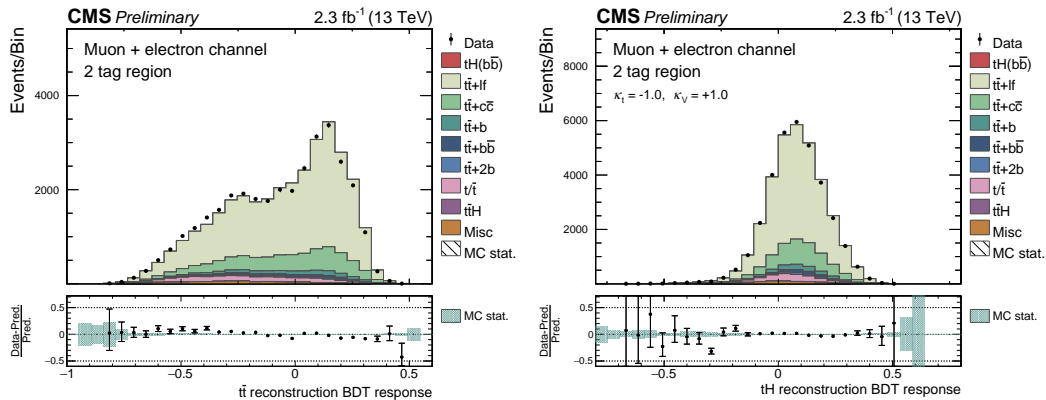 CMS Preliminary 2.3 fb⁻¹ (13 TeV)
Events/Bin
Muon + electron channel
2 tag region
4000
2000
Data
tH(bb̄)
tt̄+lf
tt̄+cc̄
tt̄+b
tt̄+bb̄
tt̄+2b
t/t̄
tt̄H
Misc
MC stat.
Data-Pred.
Pred.
0.5
0
−0.5
MC stat.
−1 −0.5 0 0.5
tt̄ reconstruction BDT response
CMS Preliminary 2.3 fb⁻¹ (13 TeV)
Events/Bin
Muon + electron channel
2 tag region
κt = -1.0, κV = +1.0
8000
6000
4000
2000
Data
tH(bb̄)
tt̄+lf
tt̄+cc̄
tt̄+b
tt̄+bb̄
tt̄+2b
t/t̄
tt̄H
Misc
MC stat.
Data-Pred.
Pred.
0.5
0
−0.5
MC stat.
−0.5 0 0.5
tH reconstruction BDT response